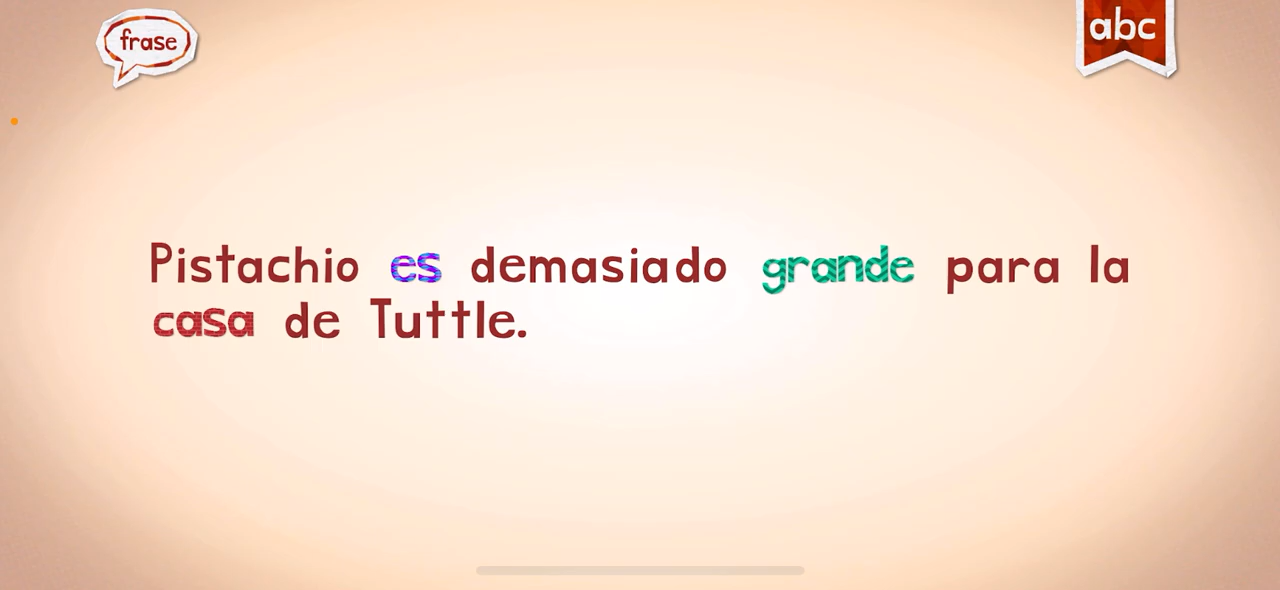 frase
abc
Pistachio es demasiado grande para la
casa de Tuttle.